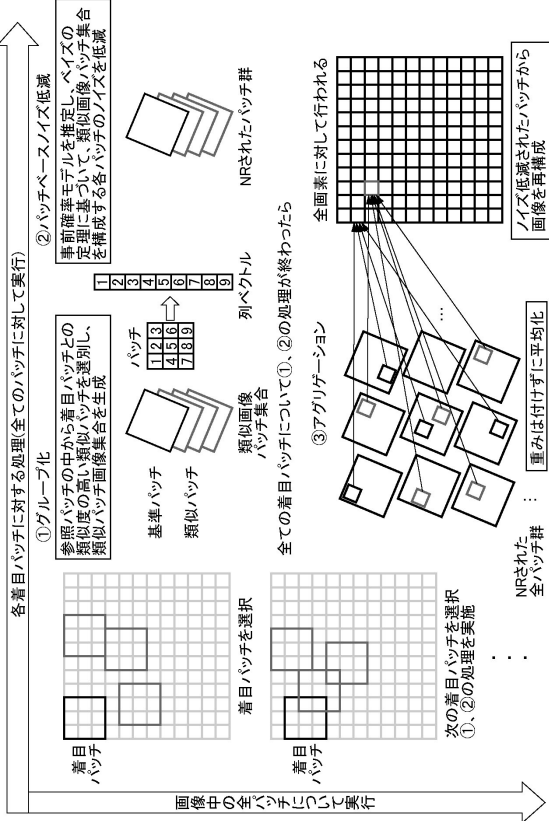 各着目パッチに対する処理(全てのパッチに対して実行)
画像中の全パッチについて実行
着目
パッチ
着目パッチを選択
①グループ化
参照パッチの中から着目パッチとの
類似度の高い類似パッチを選別し、
類似パッチ画像集合を生成
基準パッチ
類似パッチ
類似画像
パッチ集合
パッチ
1 2 3
4 5 6
7 8 9
列ベクトル
1
2
3
4
5
6
7
8
9
②パッチベースノイズ低減
事前確率モデルを推定し、ベイズの
定理に基づいて、類似画像パッチ集合
を構成する各パッチのノイズを低減
NRされたパッチ群
着目
パッチ
次の着目パッチを選択
①、②の処理を実施
・・・
全ての着目パッチについて①、②の処理が終わったら
③アグリゲーション
NRされた
全パッチ群
…
…
重みは付けずに平均化
全画素に対して行われる
ノイズ低減されたパッチから
画像を再構成